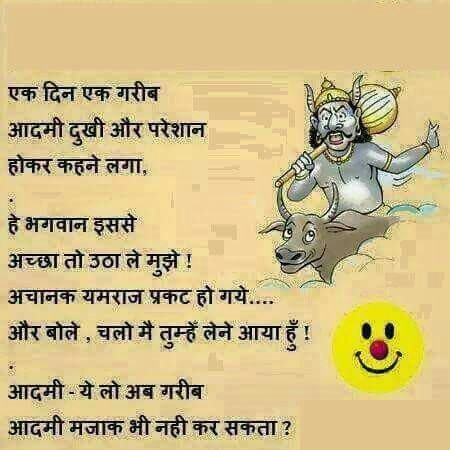 एक दिन एक गरीब
आदमी दुखी और परेशान
होकर कहने लगा,
.
हे भगवान इससे
अच्छा तो उठा ले मुझे !
अचानक यमराज प्रकट हो गये....
और बोले , चलो मै तुम्हें लेने आया हूँ !
.
आदमी - ये लो अब गरीब
आदमी मजाक भी नही कर सकता ?